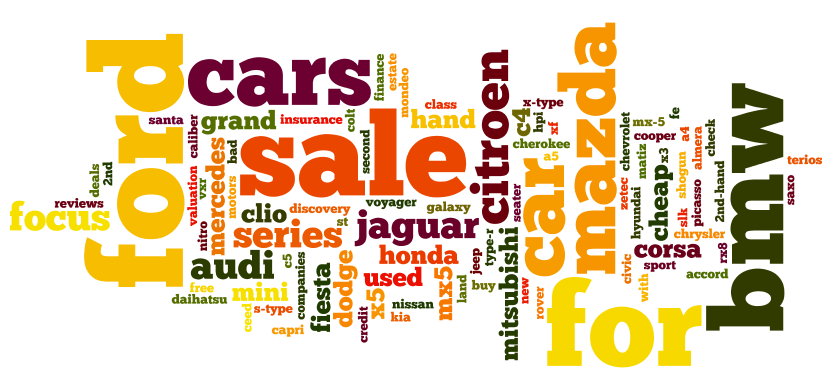 ford
cars
sale
for
bmw
mazda
car
citroen
santa
caliber
grand
insurance
colt
finance
estate
mondeo
class
hand
second
x-type
c4
hpi
xf
cherokee
a5
deals
2nd
reviews
focus
valuation
vxr
mercedes
bad
motors
nitro
clio
discovery
st
series
voyager
galaxy
jaguar
seater
audi
c5
free
daihatsu
mini
ceed
s-type
capri
companies
fiesta
dodge
credit
x5
used
honda
nissan
kia
mx5
land
buy
jeep
type-r
mitsubishi
new
rover
mx-5
fe
cooper
chevrolet
matiz
zetec
hyundai
cheap
x3
shogun
a4
almera
check
picasso
2nd-hand
slk
chrysler
corsa
sport
rx8
accord
civic
with
terios
saxo